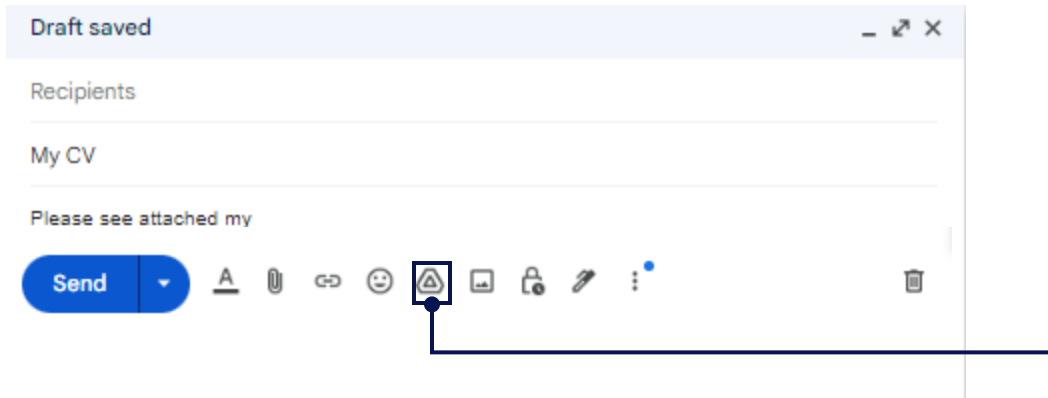 Draft saved
Recipients
My CV
Please see attached my
Send